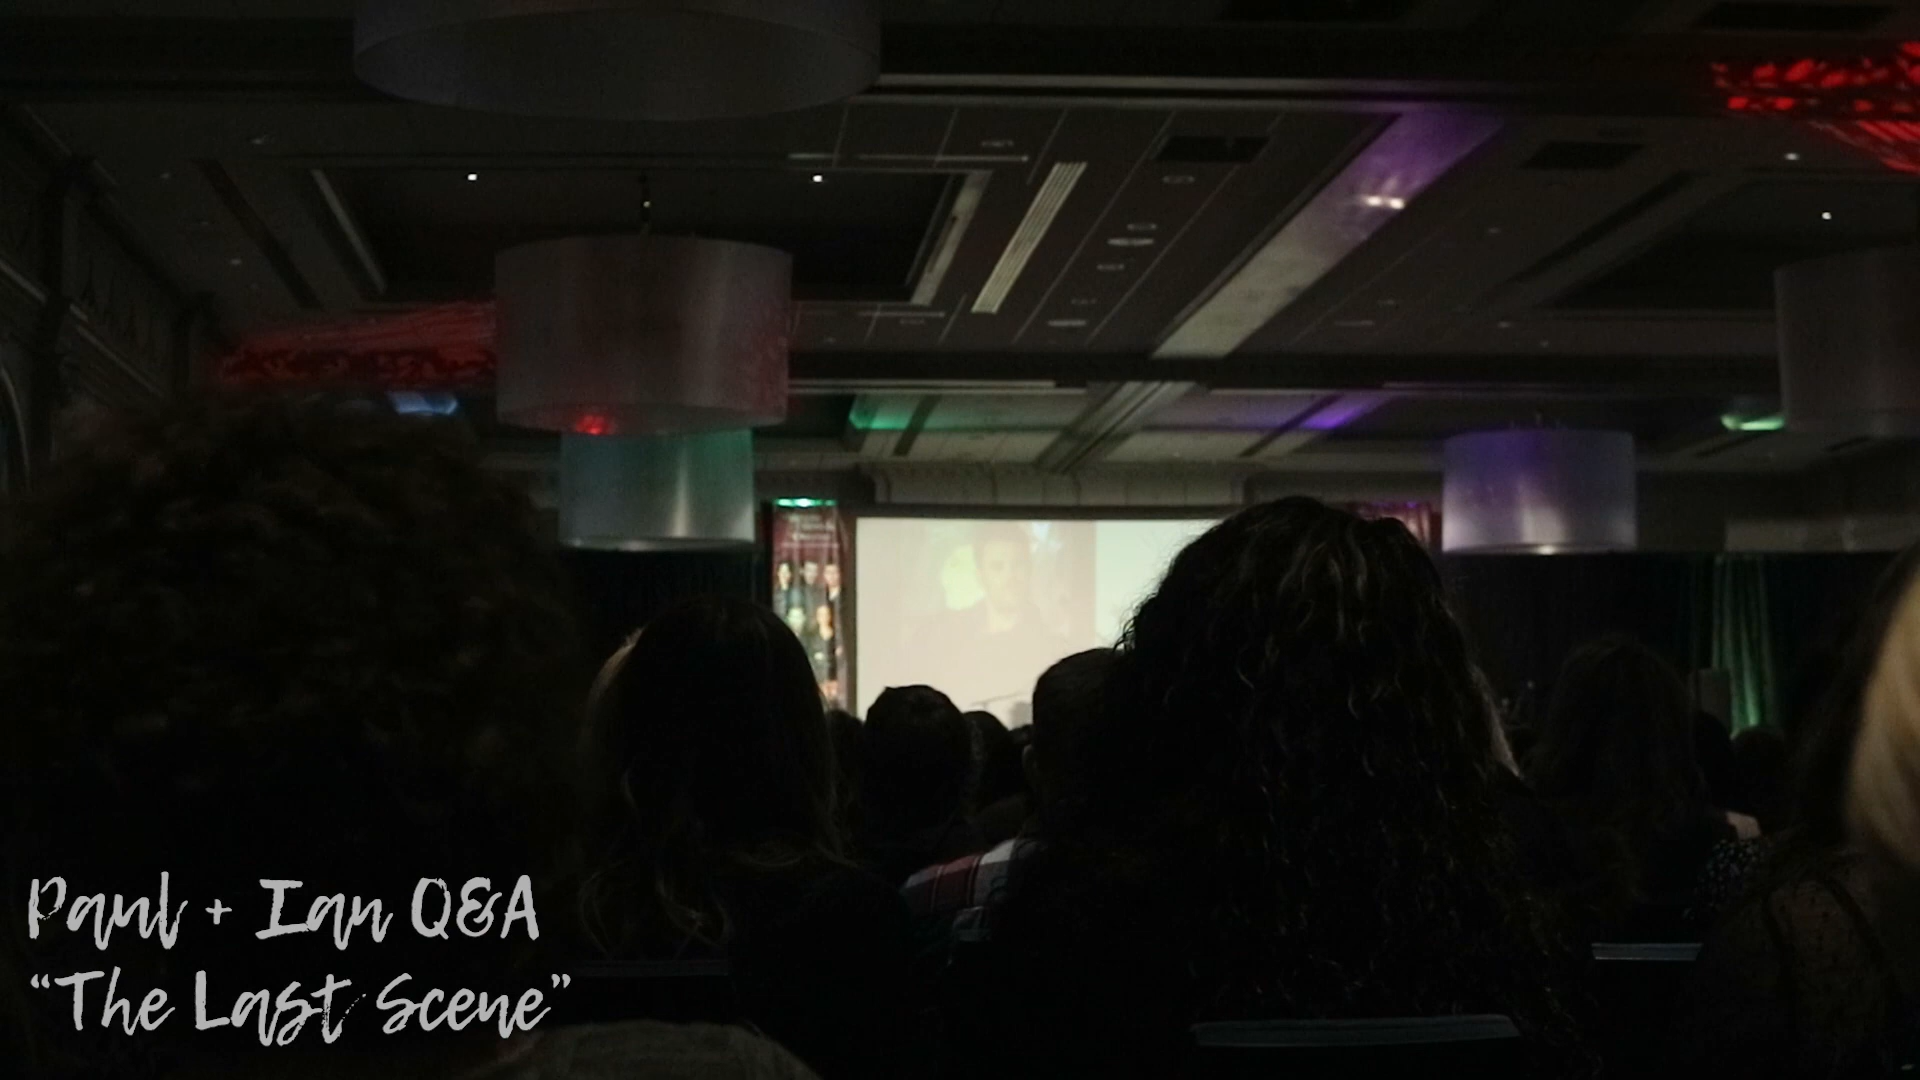 Paul + Ian Q&A
“The Last Scene”